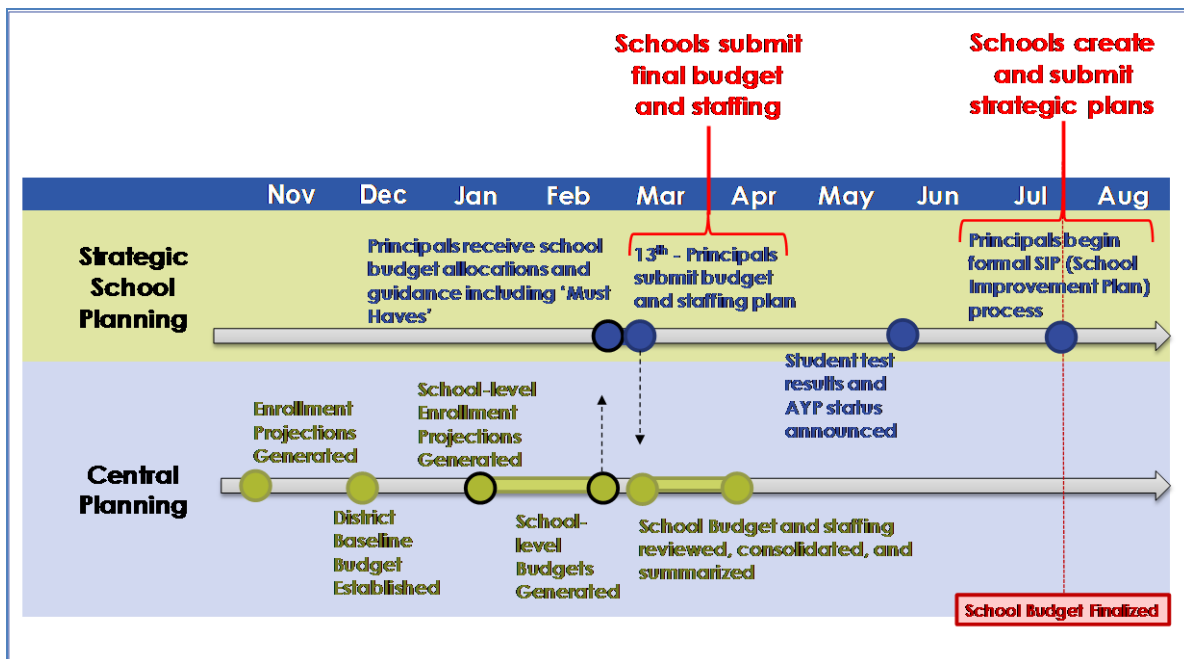 Schools submit
final budget
and staffing
Schools create
and submit
strategic plans
Nov Dec Jan Feb Mar Apr May Jun Jul Aug
Strategic
School
Planning
Principals receive school
budget allocations and
guidance including ‘Must
Haves’
13th - Principals
submit budget
and staffing plan
Principals begin
formal SIP (School
Improvement Plan)
process
Student test
results and
AYP status
announced
Central
Planning
Enrollment
Projections
Generated
School-level
Enrollment
Projections
Generated
District
Baseline
Budget
Established
School-
level
Budgets
Generated
School Budget and staffing
reviewed, consolidated, and
summarized
School Budget Finalized